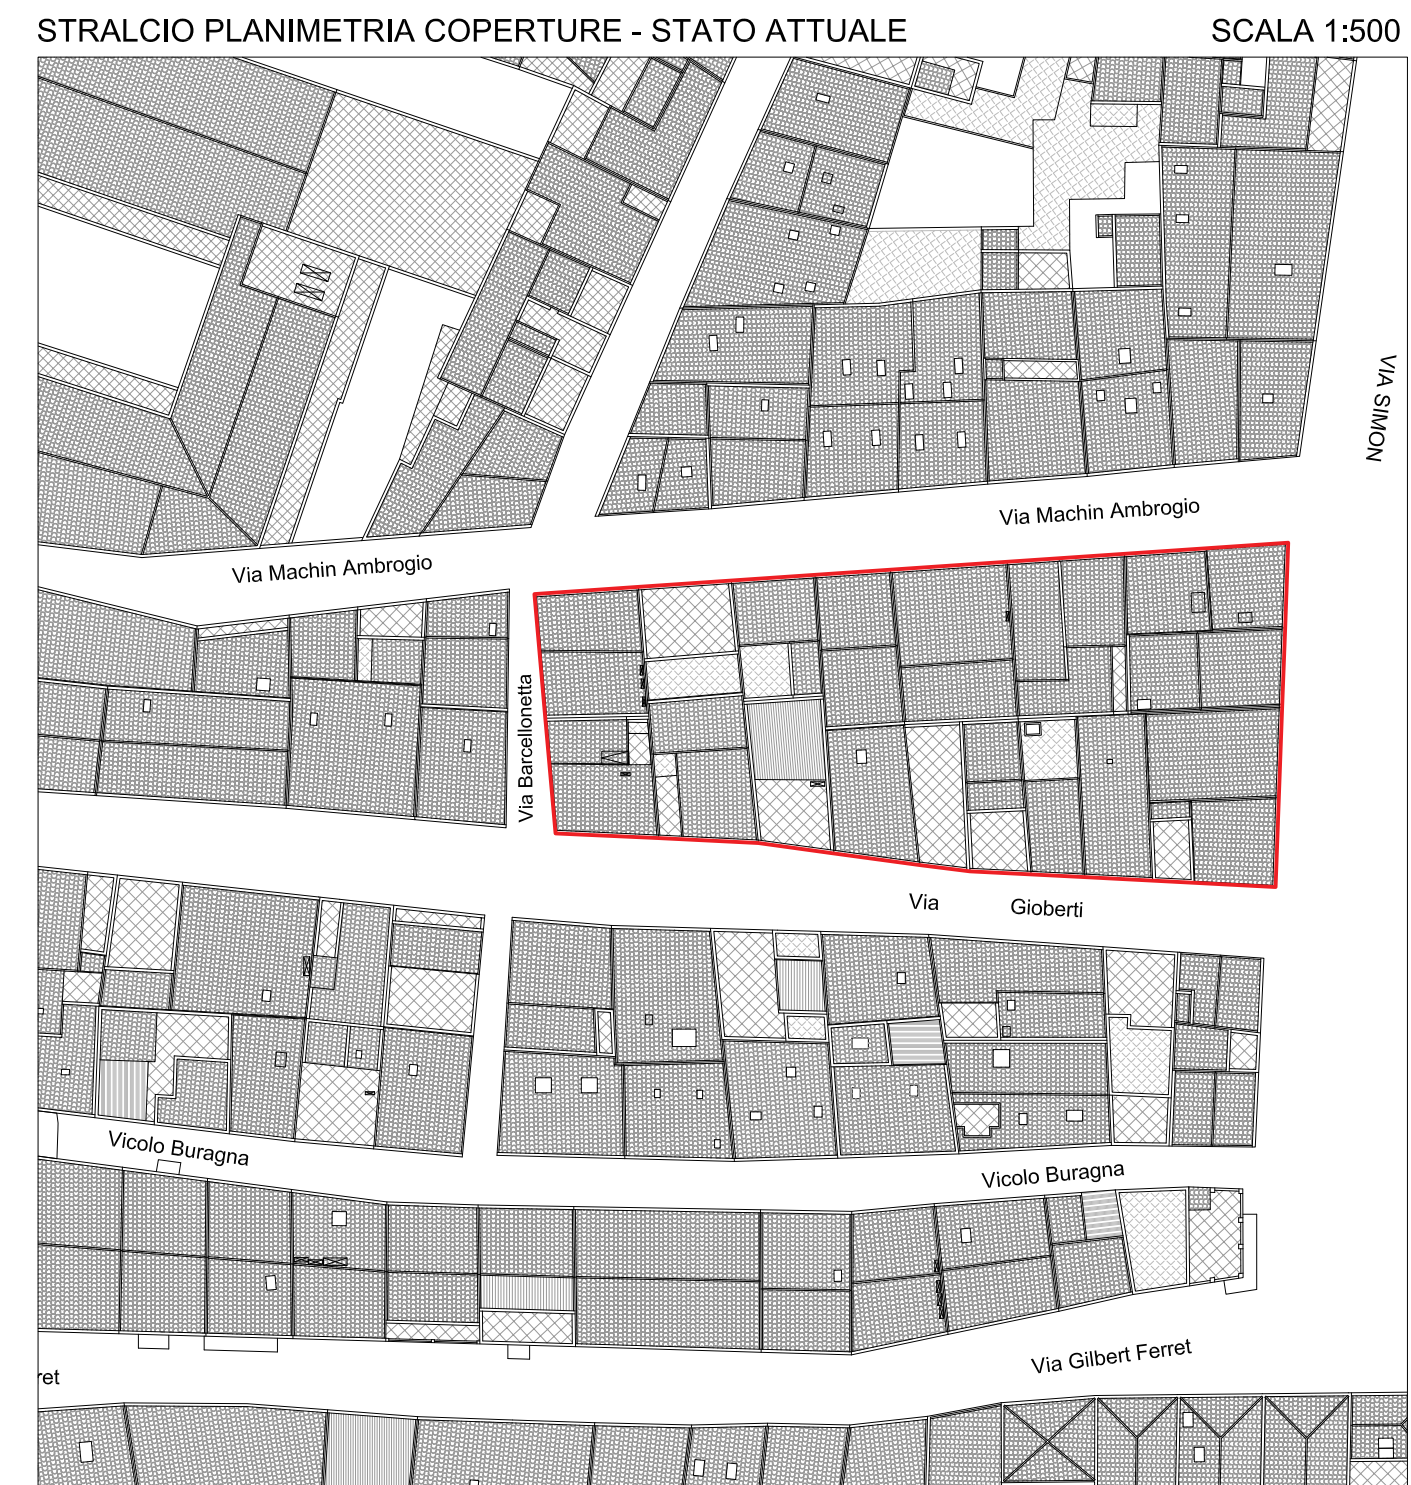 STRALCIO PLANIMETRIA COPERTURE - STATO ATTUALE
SCALA 1:500
VIA SIMON
Via Machin Ambrogio
Via Machin Ambrogio
Via Barcellonetta
Via Gioberti
Vicolo Buragna
Vicolo Buragna
Via Gilbert Ferret
ret